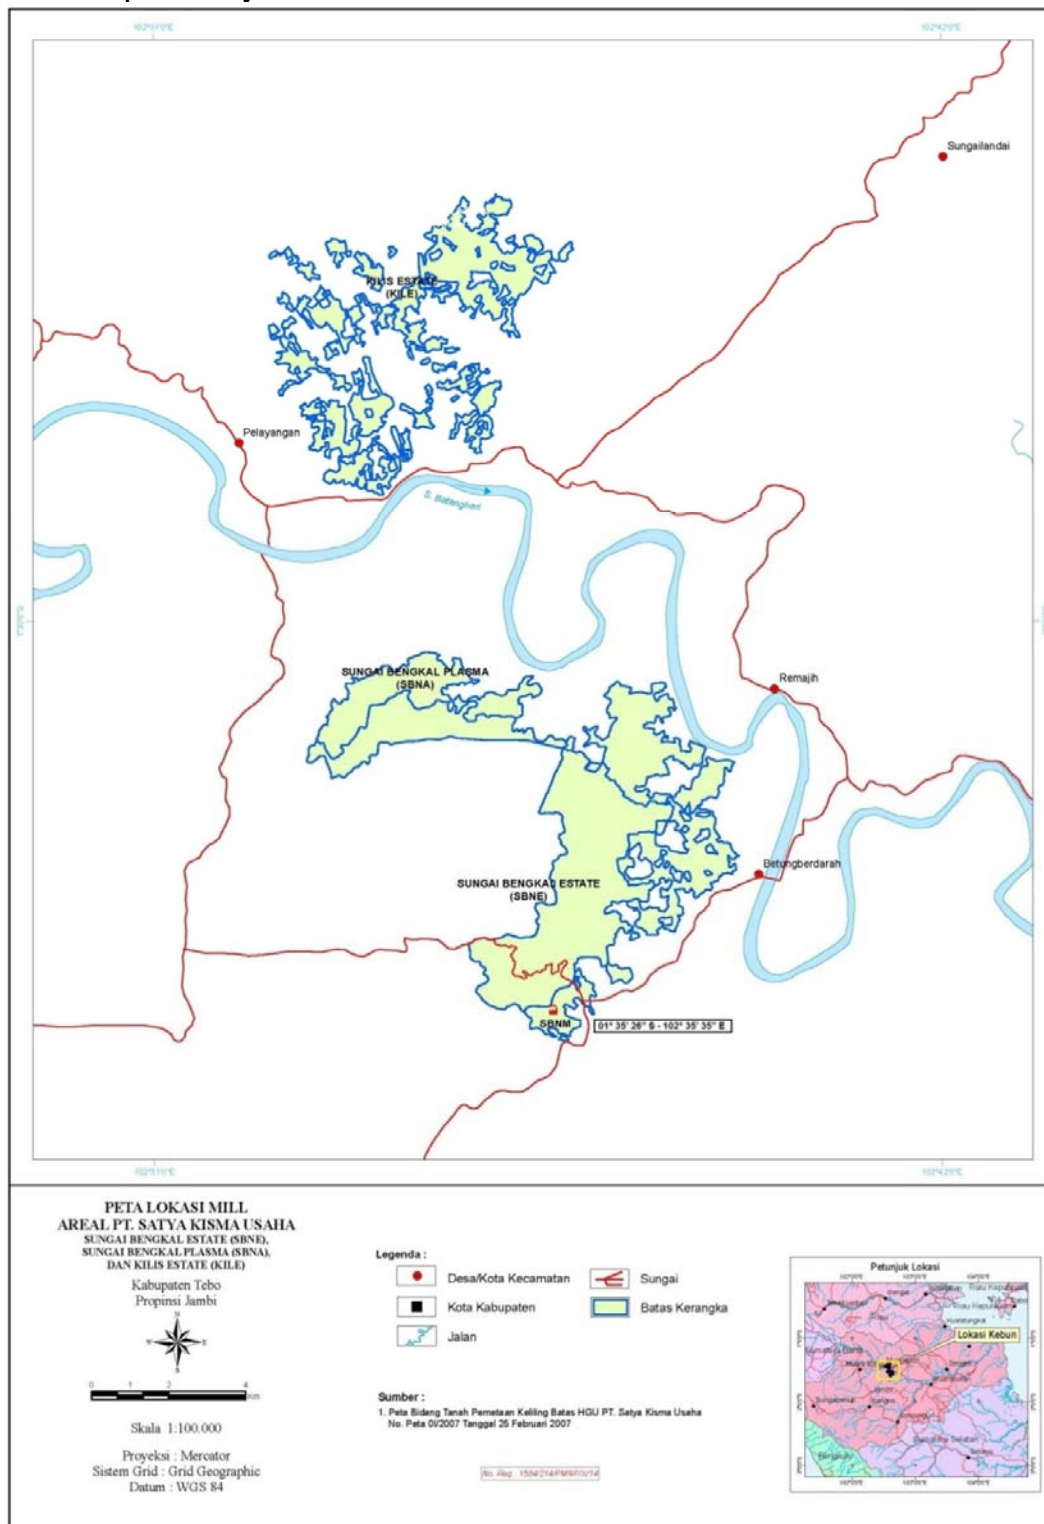 Sungailandai
KILIS ESTATE
(KILE)
Pelayangan
S. Batanghari
SUNGAI BENGKAL PLASMA
(SBNA)
Remajih
Betungberdarah
SUNGAI BENGKAL ESTATE
(SBNE)
SBNM
01° 35' 26" S - 102° 35' 35" E
PETA LOKASI MILL
AREAL PT. SATYA KISMA USAHA
SUNGAI BENGKAL ESTATE (SBNE),
SUNGAI BENGKAL PLASMA (SBNA),
DAN KILIS ESTATE (KILE)
Kabupaten Tebo
Propinsi Jambi
N
W
E
S
0 1 2 4
Km
Skala 1:100.000
Proyeksi : Mercator
Sistem Grid : Grid Geographic
Datum : WGS 84
Legenda :
Desa/Kota Kecamatan
Sungai
Kota Kabupaten
Batas Kerangka
Jalan
Sumber :
1. Peta Bidang Tanah Pemetaan Keliling Batas HGU PT. Satya Kisma Usaha
No. Peta 01/2007 Tanggal 25 Februari 2007
Petunjuk Lokasi
Lokasi Kebun